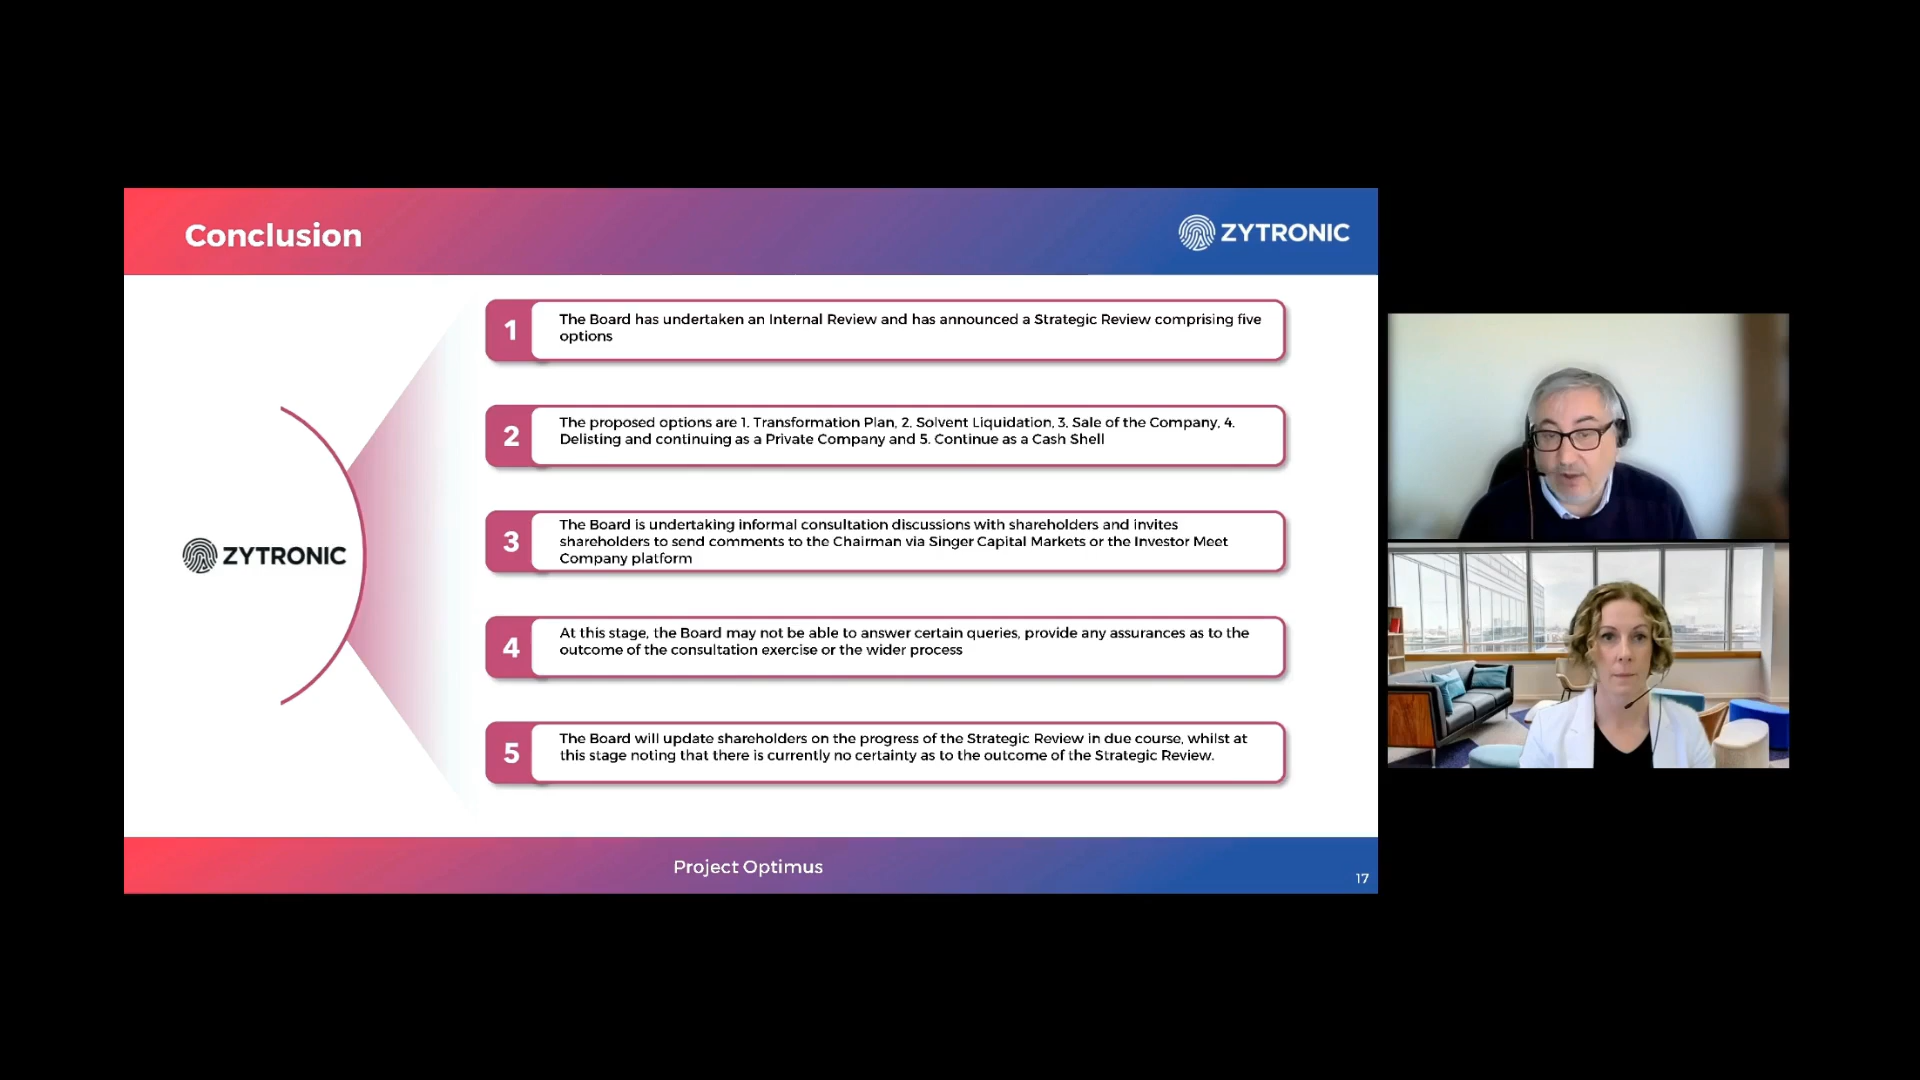 Conclusion
ZYTRONIC
1
The Board has undertaken an Internal Review and has announced a Strategic Review comprising five
options
2
The proposed options are 1. Transformation Plan, 2. Solvent Liquidation, 3. Sale of the Company, 4.
Delisting and continuing as a Private Company and 5. Continue as a Cash Shell
3
The Board is undertaking informal consultation discussions with shareholders and invites
shareholders to send comments to the Chairman via Singer Capital Markets or the Investor Meet
Company platform
ZYTRONIC
4
At this stage, the Board may not be able to answer certain queries, provide any assurances as to the
outcome of the consultation exercise or the wider process
5
The Board will update shareholders on the progress of the Strategic Review in due course, whilst at
this stage noting that there is currently no certainty as to the outcome of the Strategic Review.
Project Optimus
17